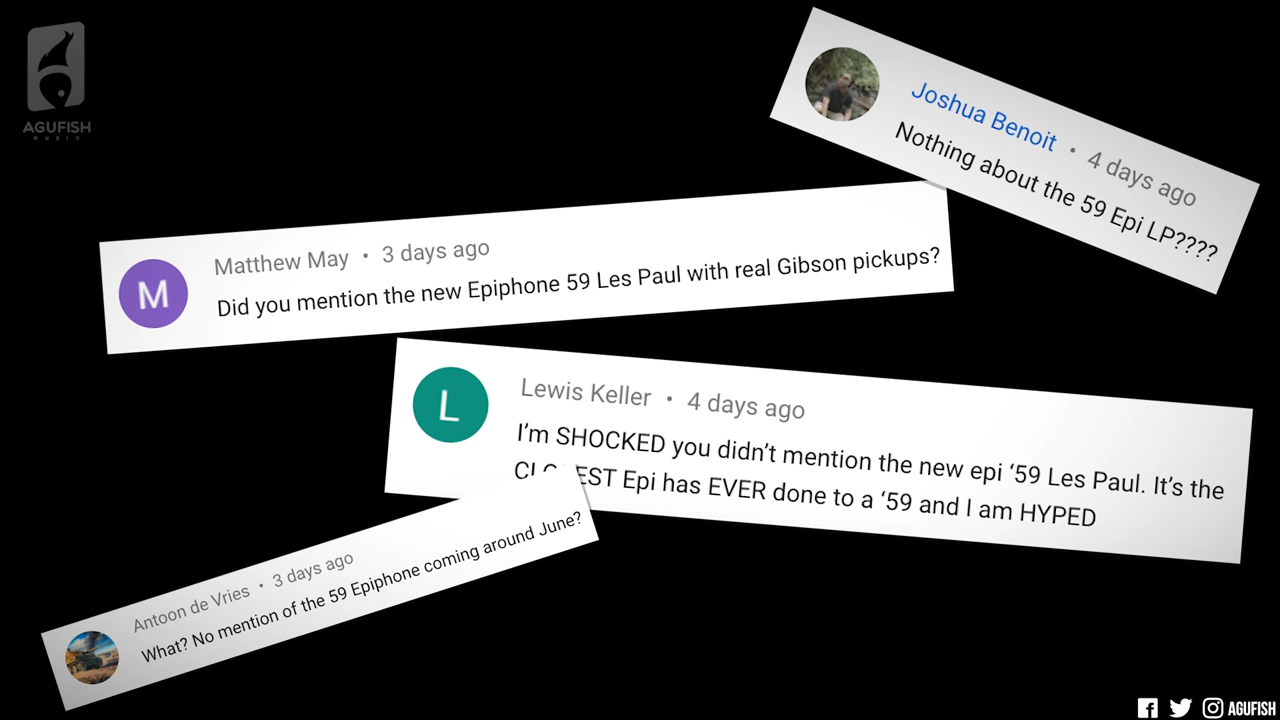 AGUFISH
MUSIC
Joshua Benoit • 4 days ago
Nothing about the 59 Epi LP????
M
Matthew May • 3 days ago
Did you mention the new Epiphone 59 Les Paul with real Gibson pickups?
L
Lewis Keller • 4 days ago
I'm SHOCKED you didn't mention the new epi ‘59 Les Paul. It's the
Epi has EVER done to a ‘59 and I am HYPED
Antoon de Vries • 3 days ago
What? No mention of the 59 Epiphone coming around June?
AGUFISH